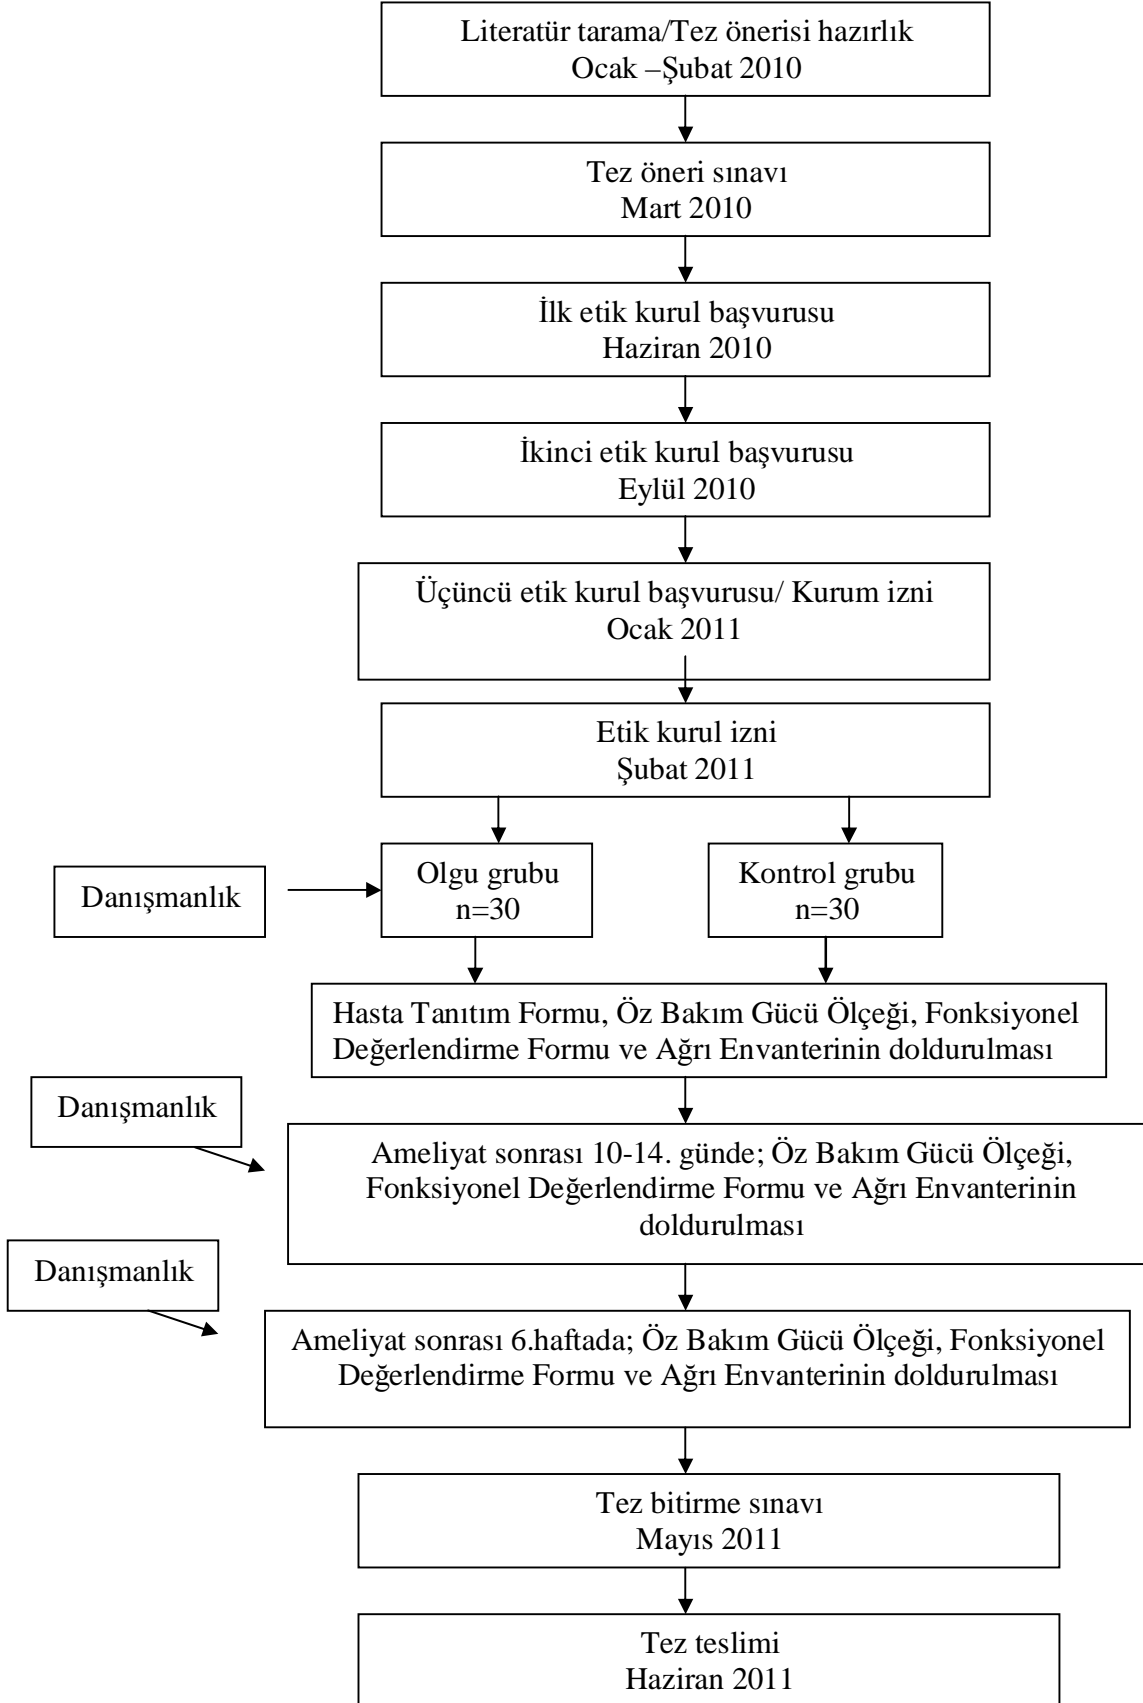 Literatür tarama/Tez önerisi hazırlık
Ocak –Şubat 2010
Tez öneri sınavı
Mart 2010
İlk etik kurul başvurusu
Haziran 2010
İkinci etik kurul başvurusu
Eylül 2010
Üçüncü etik kurul başvurusu/ Kurum izni
Ocak 2011
Etik kurul izni
Şubat 2011
Danışmanlık
Olgu grubu
n=30
Kontrol grubu
n=30
Hasta Tanıtım Formu, Öz Bakım Gücü Ölçeği, Fonksiyonel
Değerlendirme Formu ve Ağrı Envanterinin doldurulması
Danışmanlık
Ameliyat sonrası 10-14. günde; Öz Bakım Gücü Ölçeği,
Fonksiyonel Değerlendirme Formu ve Ağrı Envanterinin
doldurulması
Danışmanlık
Ameliyat sonrası 6.haftada; Öz Bakım Gücü Ölçeği, Fonksiyonel
Değerlendirme Formu ve Ağrı Envanterinin doldurulması
Tez bitirme sınavı
Mayıs 2011
Tez teslimi
Haziran 2011